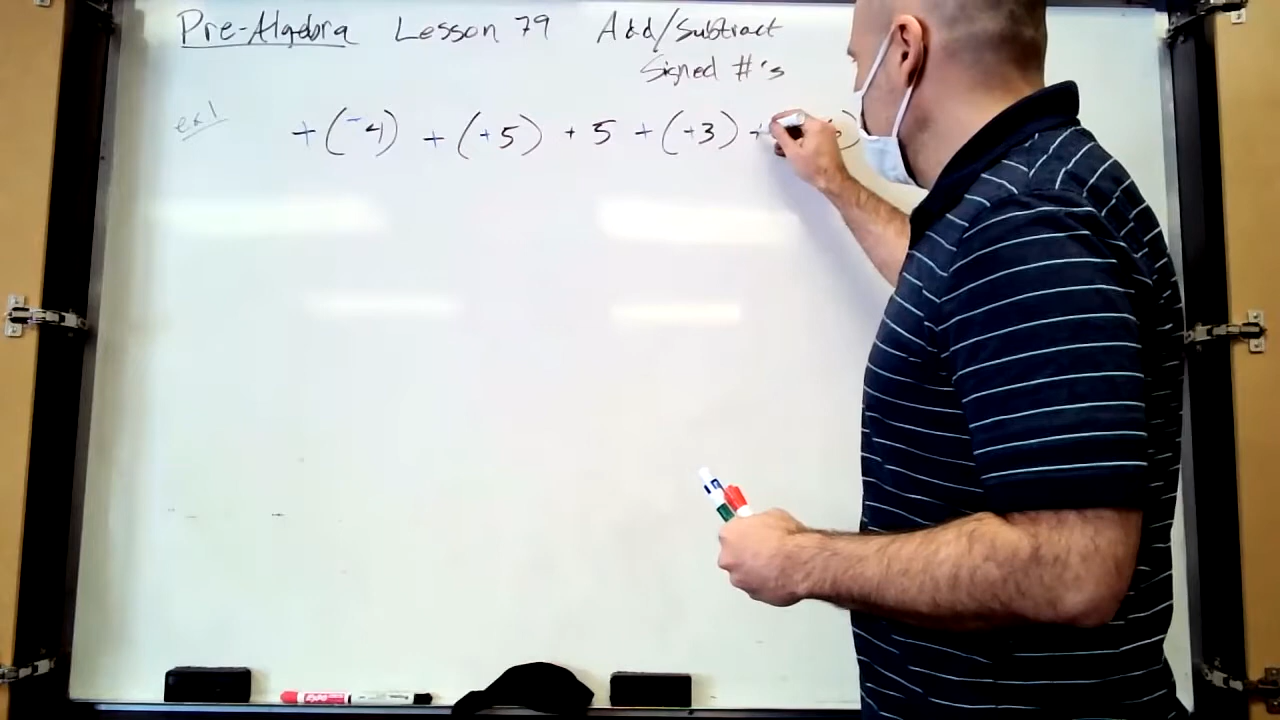 Pre-Algebra Lesson 79 Add/Subtract
Signed #'s
ex1
+(-4) + (+5) + 5 + (+3) +